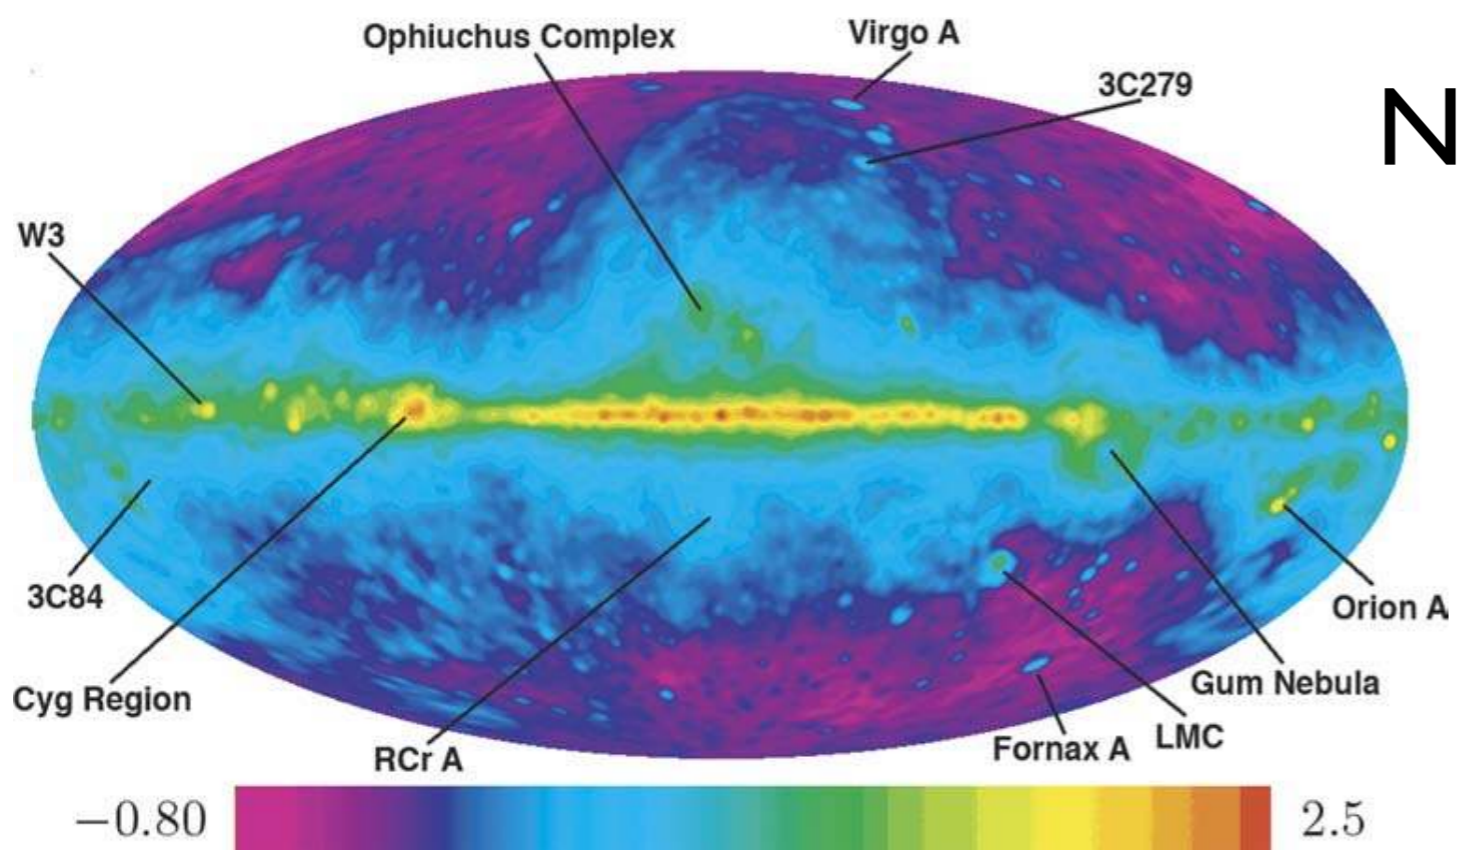 Ophiuchus Complex
Virgo A
3C279
N
W3
3C84
Orion A
Cyg Region
Gum Nebula
RCr A
Fornax A
LMC
−0.80
2.5